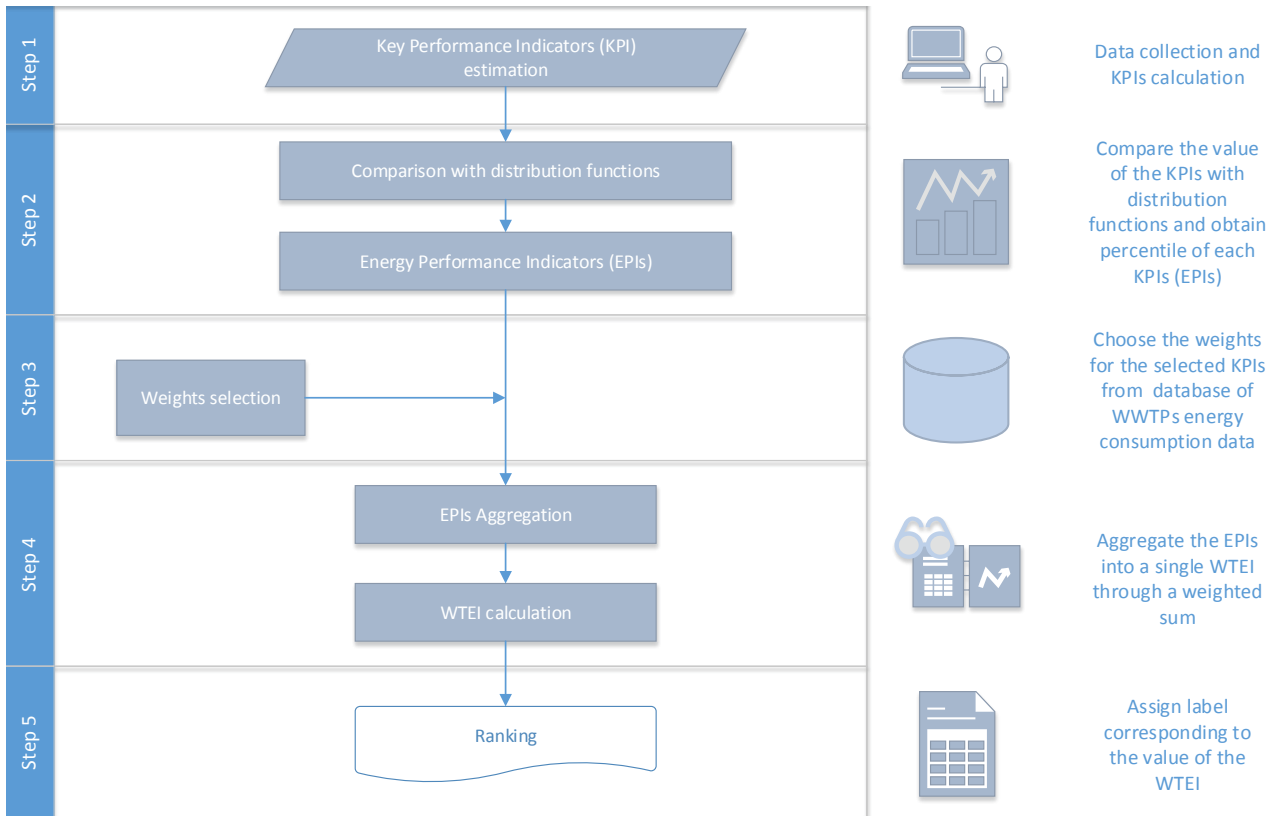 Step 1
Key Performance Indicators (KPI)
estimation
Data collection and
KPIs calculation
Step 2
Comparison with distribution functions
Energy Performance Indicators (EPIs)
Compare the value
of the KPIs with
distribution
functions and obtain
percentile of each
KPIs (EPIs)
Step 3
Weights selection
Choose the weights
for the selected KPIs
from database of
WWTPs energy
consumption data
Step 4
EPIs Aggregation
WTEI calculation
Aggregate the EPIs
into a single WTEI
through a weighted
sum
Step 5
Ranking
Assign label
corresponding to
the value of the
WTEI